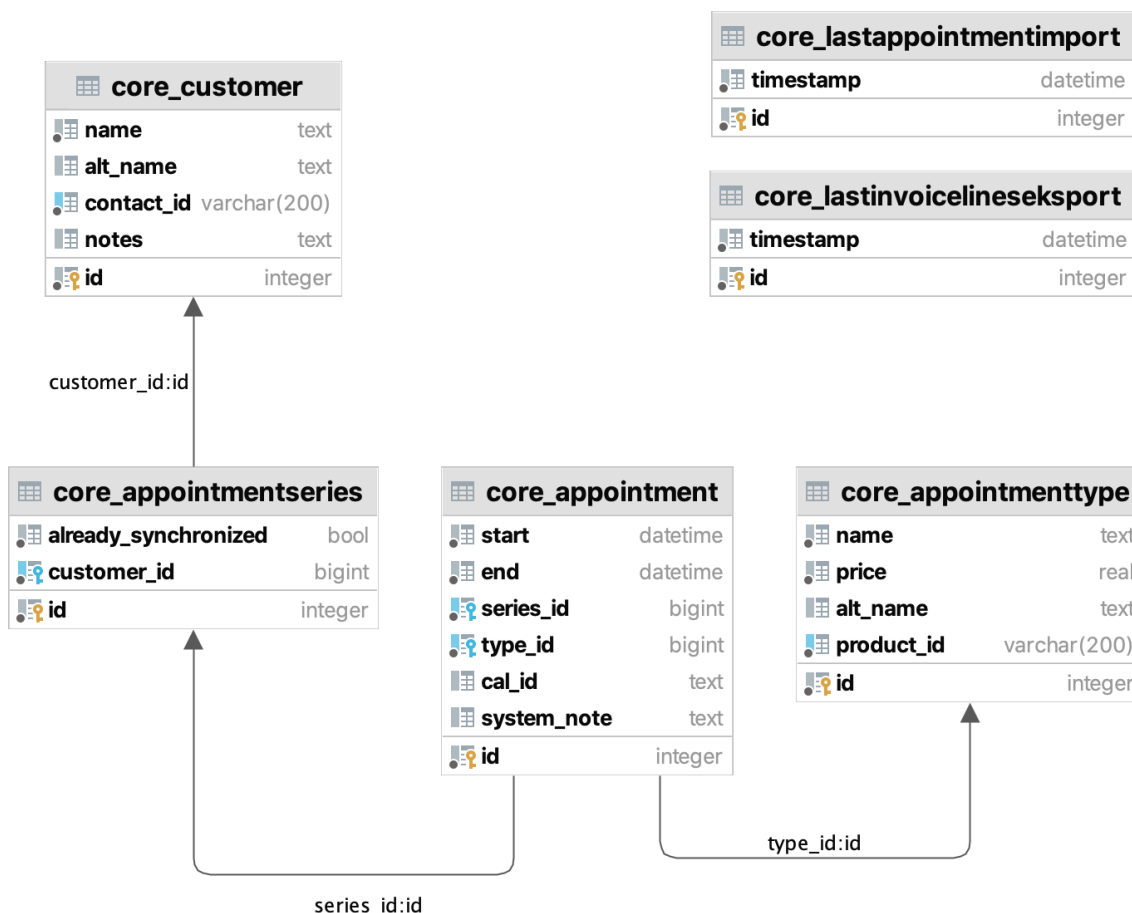 core_customer
name text
alt_name text
contact_id varchar(200)
notes text
id integer
core_lastappointmentimport
timestamp datetime
id integer
core_lastinvoicelineseksport
timestamp datetime
id integer
customer_id:id
core_appointmentseries
already_synchronized bool
customer_id bigint
id integer
core_appointment
start datetime
end datetime
series_id bigint
type_id bigint
cal_id text
system_note text
id integer
core_appointmenttype
name text
price real
alt_name text
product_id varchar(200)
id integer
type_id:id
series_id:id